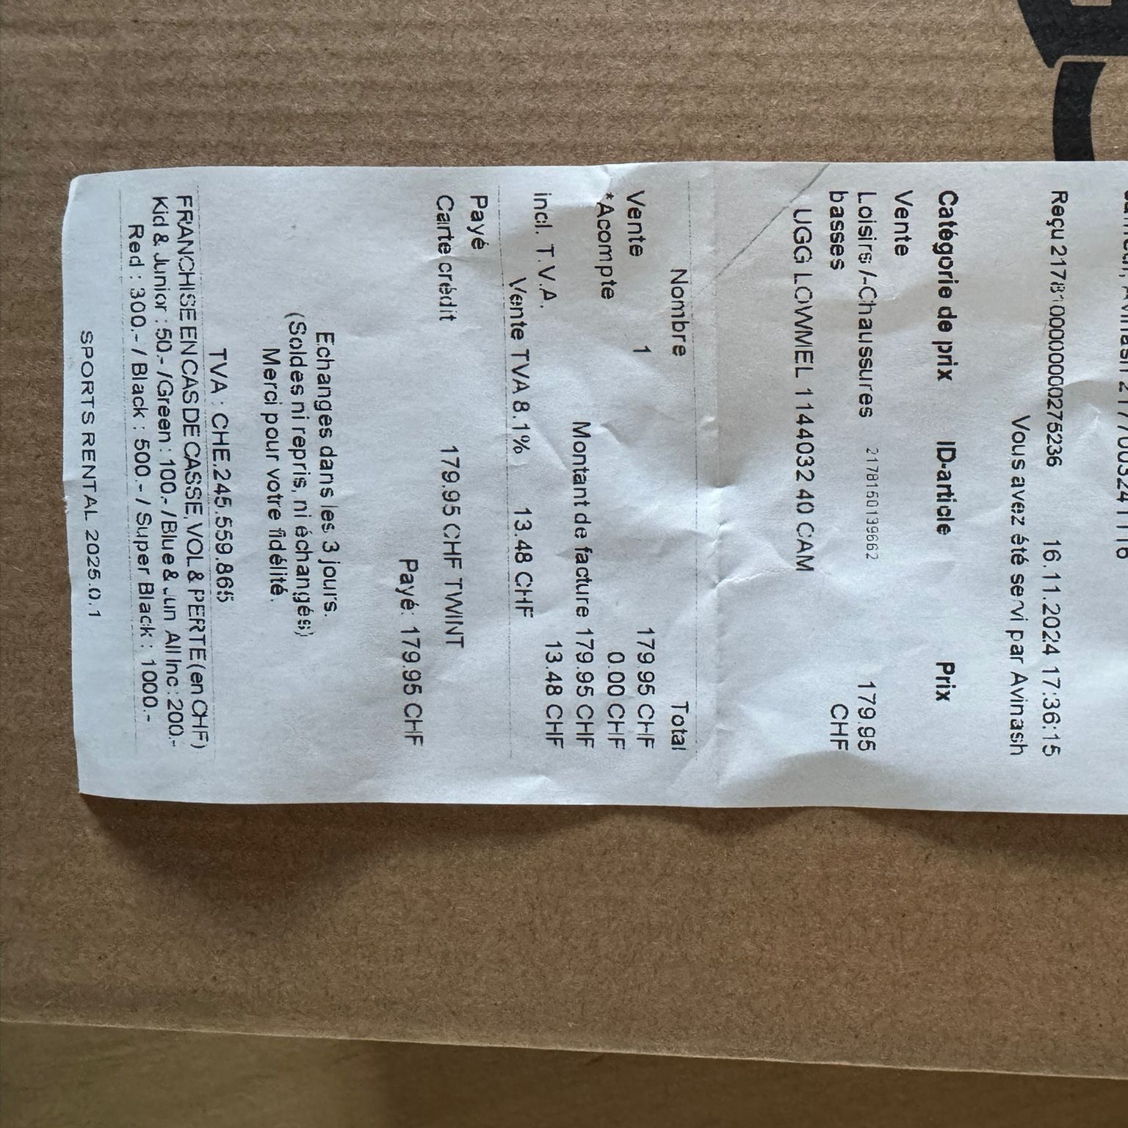 Reçu 2178100000000275236 16.11.2024 17:36:15
Vous avez été servi par Avinash
Catégorie de prix ID-article Prix
Vente
Loisirs /-Chaussures 2178150139662 179.95
basses CHF
UGG LOWMEL 1144032 40 CAM
Nombre Total
Vente 1 179.95 CHF
*Acompte 0.00 CHF
Montant de facture 179.95 CHF
incl. T.V.A. 13.48 CHF
Vente TVA 8.1% 13.48 CHF
Payé
Carte crédit 179.95 CHF TWINT
Payé: 179.95 CHF
Echanges dans les 3 jours.
(Soldes ni repris, ni échangés)
Merci pour votre fidélité.
TVA : CHE.245.559.865
FRANCHISE EN CAS DE CASSE, VOL & PERTE (en CHF)
Kid & Junior : 50.- /Green : 100.- /Blue & Jun All Inc : 200.-
Red : 300.- / Black : 500.- / Super Black : 1000.-
SPORTS RENTAL 2025.0.1